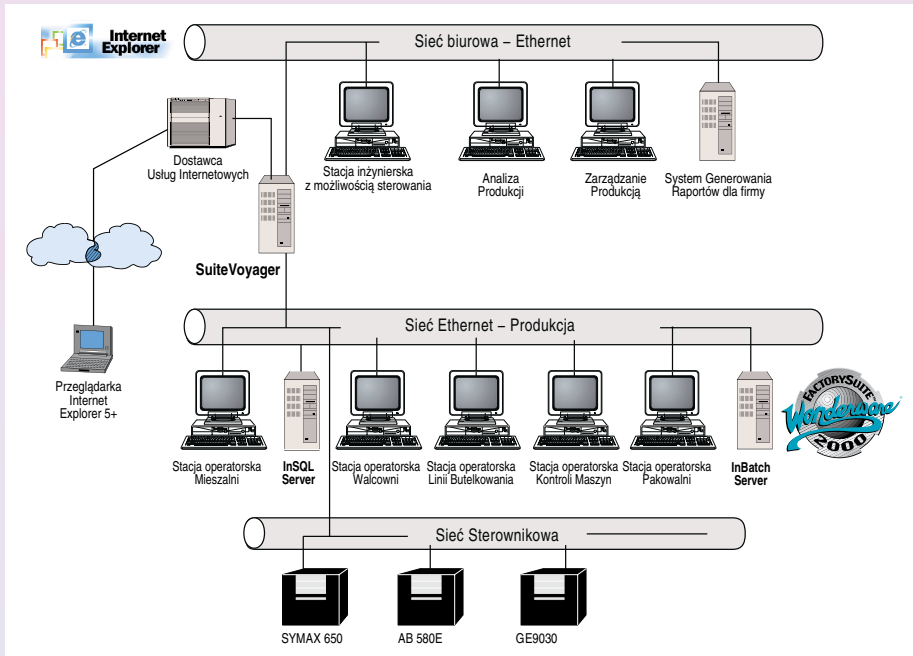 Internet
Explorer
Sieć biurowa – Ethernet
Dostawca
Usług Internetowych
Stacja inżynierska
z możliwością sterowania
Analiza
Produkcji
Zarządzanie
Produkcją
System Generowania
Raportów dla firmy
SuiteVoyager
Sieć Ethernet – Produkcja
Przeglądarka
Internet
Explorer 5+
FACTORYSUITE™
Wonderware
2000
Stacja operatorska
Mieszalni
InSQL
Server
Stacja operatorska
Walcowni
Stacja operatorska
Linii Butelkowania
Stacja operatorska
Kontroli Maszyn
Stacja operatorska
Pakowalni
InBatch
Server
Sieć Sterownikowa
SYMAX 650
AB 580E
GE9030